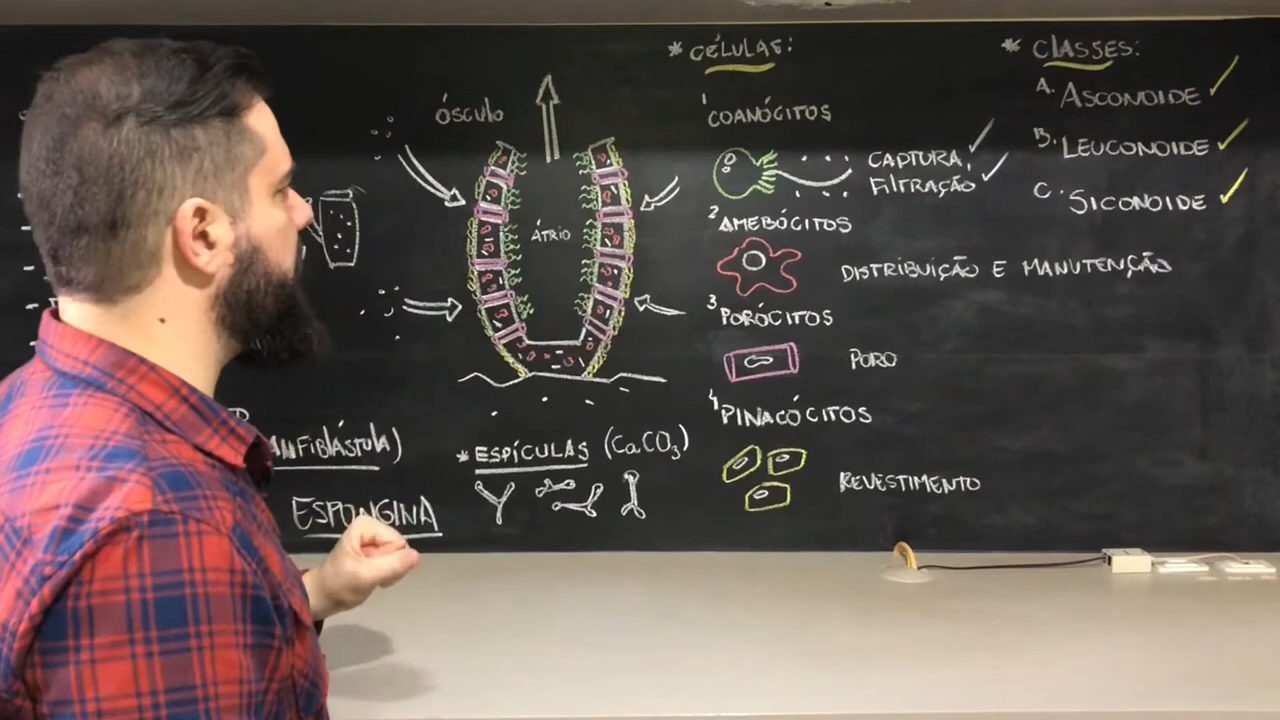 ÓSCULO
ÁTRIO
ANFIBLÁSTULA)
ESPONGINA
* ESPÍCULAS (CaCO3)
* CÉLULAS:
1 COANÓCITOS
CAPTURA,
FILTRAÇÃO
2 AMEBÓCITOS
DISTRIBUIÇÃO E MANUTENÇÃO
3 PORÓCITOS
PORO
4 PINACÓCITOS
REVESTIMENTO
* CLASSES:
A. ASCONOIDE
B. LEUCONOIDE
C. SICONOIDE